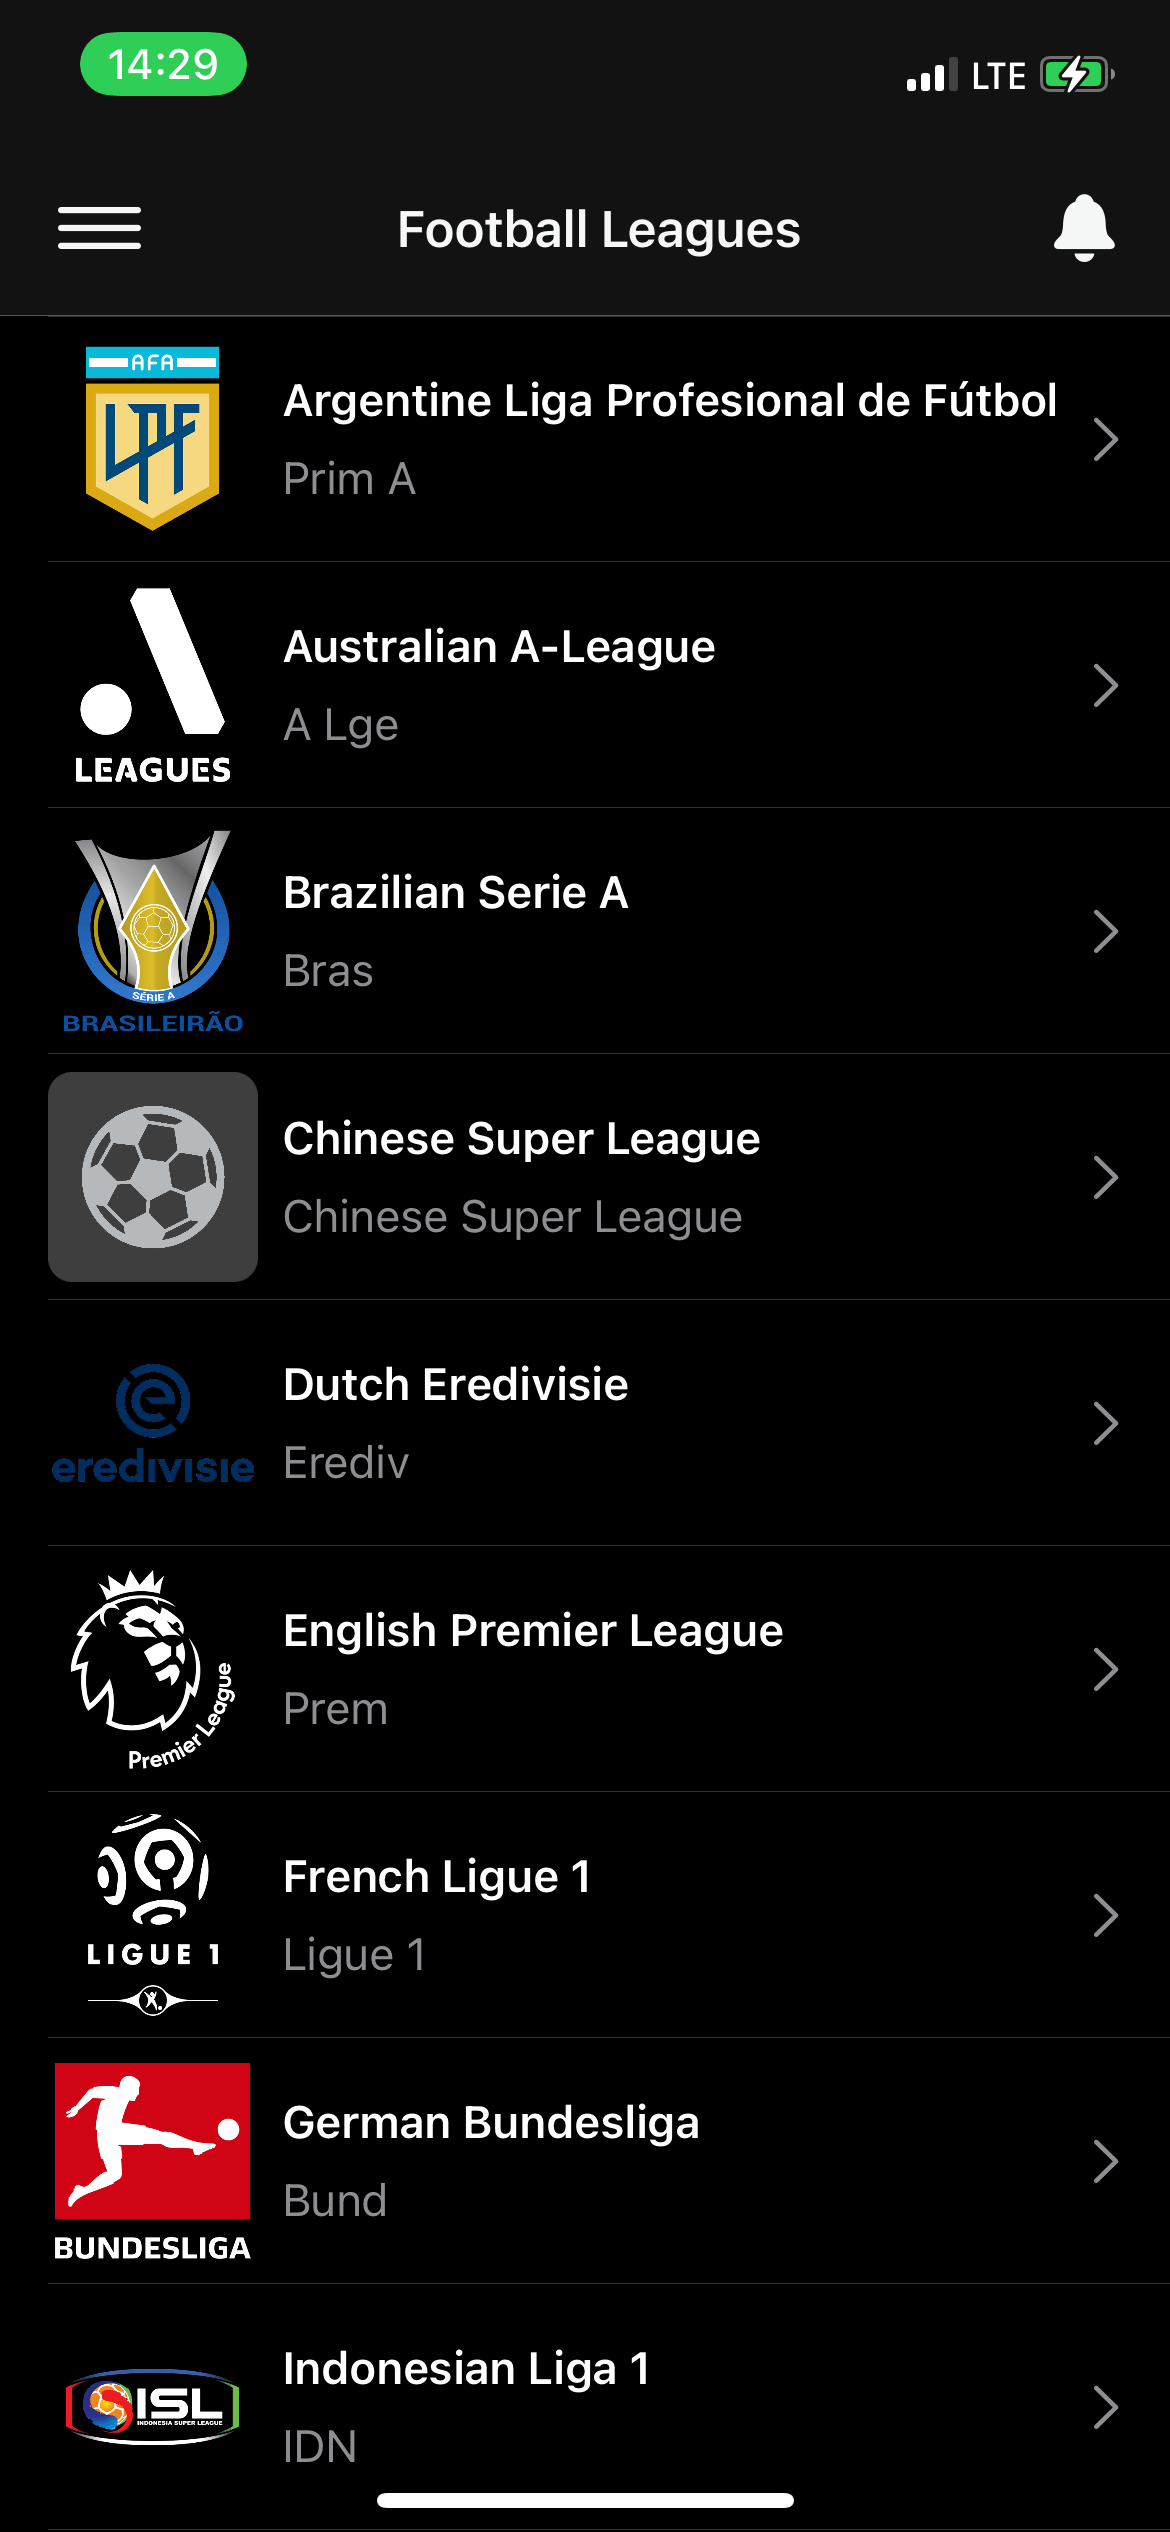 14:29
LTE
Football Leagues
AFA
Argentine Liga Profesional de Fútbol
Prim A
Australian A-League
A Lge
LEAGUES
Brazilian Serie A
Bras
SÉRIE A
BRASILEIRÃO
Chinese Super League
Chinese Super League
Dutch Eredivisie
Erediv
eredivisie
English Premier League
Prem
Premier League
French Ligue 1
Ligue 1
LIGUE 1
German Bundesliga
Bund
BUNDESLIGA
Indonesian Liga 1
IDN
ISL
INDONESIA SUPER LEAGUE